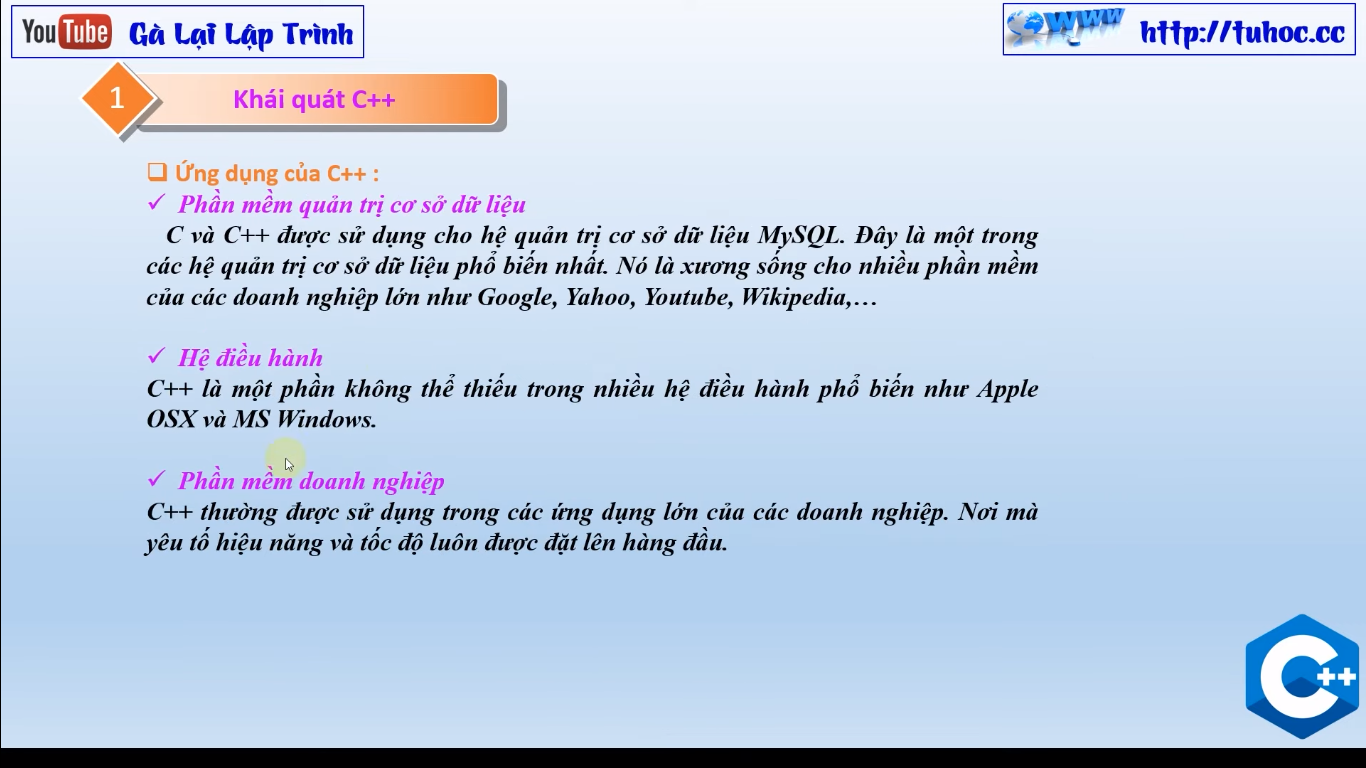 YouTube Gà Lại Lập Trình
WWW http://tuhoc.cc
1 Khái quát C++
Ứng dụng của C++ :
Phần mềm quản trị cơ sở dữ liệu
C và C++ được sử dụng cho hệ quản trị cơ sở dữ liệu MySQL. Đây là một trong
các hệ quản trị cơ sở dữ liệu phổ biến nhất. Nó là xương sống cho nhiều phần mềm
của các doanh nghiệp lớn như Google, Yahoo, Youtube, Wikipedia,…
Hệ điều hành
C++ là một phần không thể thiếu trong nhiều hệ điều hành phổ biến như Apple
OSX và MS Windows.
Phần mềm doanh nghiệp
C++ thường được sử dụng trong các ứng dụng lớn của các doanh nghiệp. Nơi mà
yêu tố hiệu năng và tốc độ luôn được đặt lên hàng đầu.
C++